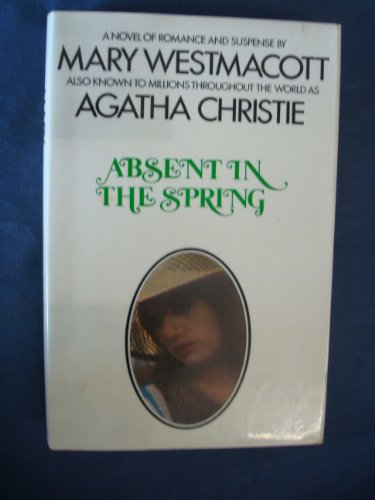 A NOVEL OF ROMANCE AND SUSPENSE BY
MARY WESTMACOTT
ALSO KNOWN TO MILLIONS THROUGHOUT THE WORLD AS
AGATHA CHRISTIE
ABSENT IN
THE SPRING